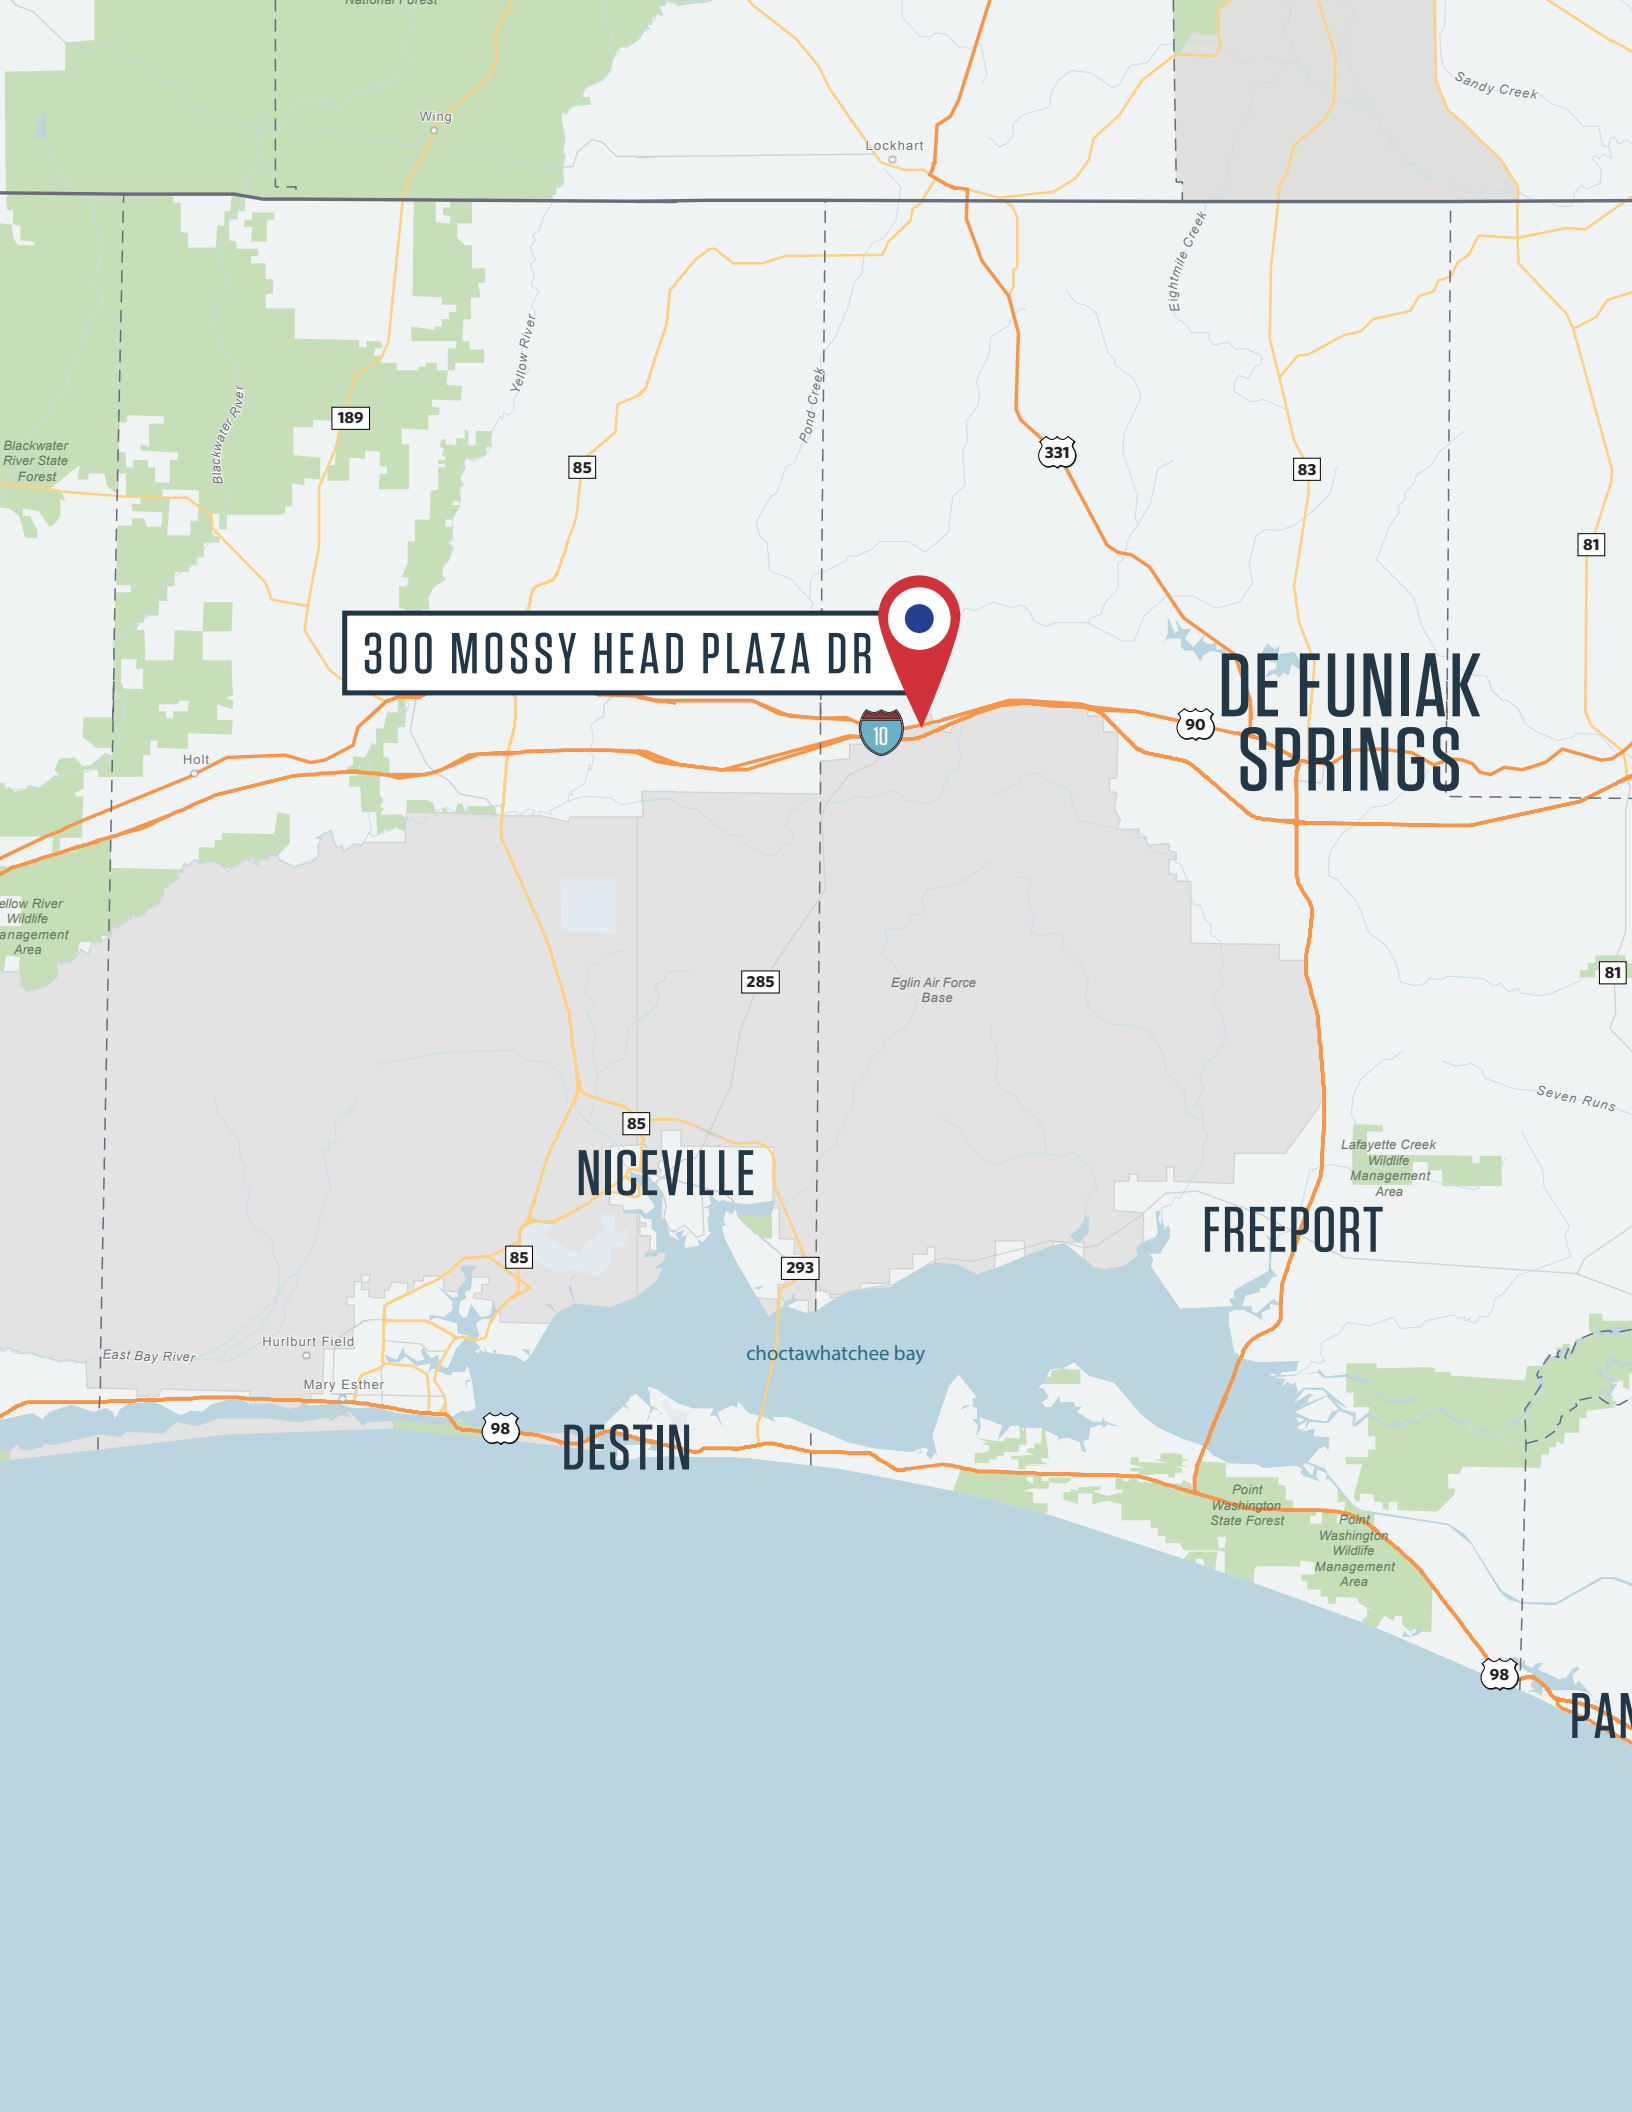 National Forest
Wing
Lockhart
Sandy Creek
Eightmile Creek
Yellow River
Pond Creek
Blackwater River
Blackwater
River State
Forest
189
85
331
83
81
300 MOSSY HEAD PLAZA DR
10
90
DE FUNIAK
SPRINGS
Holt
ellow River
Wildlife
anagement
Area
285
Eglin Air Force
Base
81
Seven Runs
85
NICEVILLE
Lafayette Creek
Wildlife
Management
Area
FREEPORT
85
293
Hurlburt Field
East Bay River
choctawhatchee bay
Mary Esther
98
DESTIN
Point
Washington
State Forest
Point
Washington
Wildlife
Management
Area
98
PAN